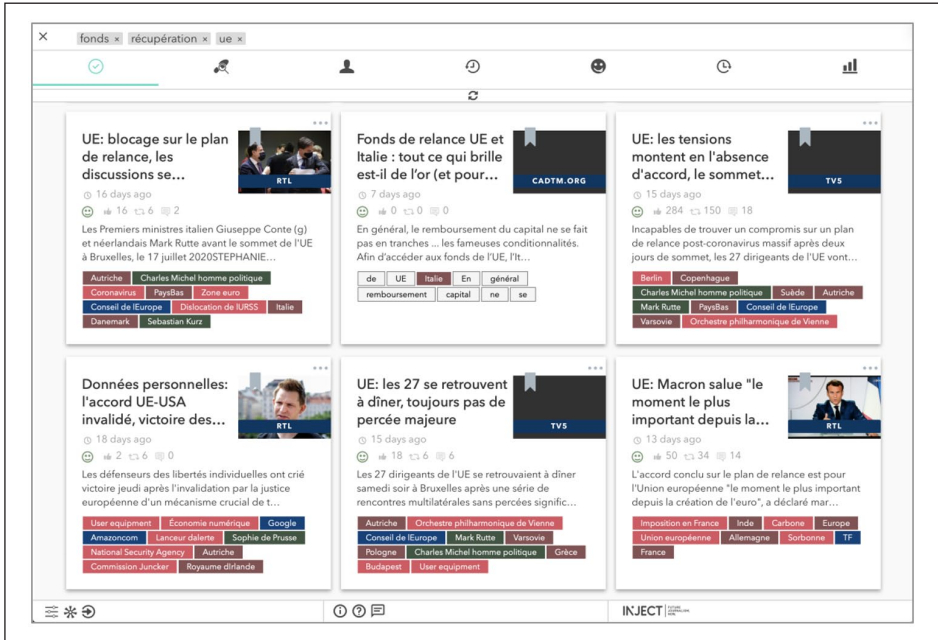 × fonds × récupération × ue ×
UE: blocage sur le plan
de relance, les
discussions se…
RTL
16 days ago
16 6 2
Les Premiers ministres italien Giuseppe Conte (g)
et néerlandais Mark Rutte avant le sommet de l'UE
à Bruxelles, le 17 juillet 2020STEPHANIE…
Autriche Charles Michel homme politique
Coronavirus PaysBas Zone euro
Conseil de lEurope Dislocation de lURSS Italie
Danemark Sebastian Kurz
Fonds de relance UE et
Italie : tout ce qui brille
est-il de l'or (et pour…
CADTM.ORG
7 days ago
0 0 0
En général, le remboursement du capital ne se fait
pas en tranches ... les fameuses conditionnalités.
Afin d'accéder aux fonds de l'UE, l'It…
de UE Italie En général
remboursement capital ne se
UE: les tensions
montent en l'absence
d'accord, le sommet…
TV5
15 days ago
284 150 18
Incapables de trouver un compromis sur un plan
de relance post-coronavirus massif après deux
jours de sommet, les 27 dirigeants de l'UE vont…
Berlin Copenhague
Charles Michel homme politique Suède Autriche
Mark Rutte PaysBas Conseil de lEurope
Varsovie Orchestre philharmonique de Vienne
Données personnelles:
l'accord UE-USA
invalidé, victoire des…
RTL
18 days ago
2 6 0
Les défenseurs des libertés individuelles ont crié
victoire jeudi après l'invalidation par la justice
européenne d'un mécanisme crucial de t…
User equipment Économie numérique Google
Amazoncom Lanceur dalerte Sophie de Prusse
National Security Agency Autriche
Commission Juncker Royaume dIrlande
UE: les 27 se retrouvent
à dîner, toujours pas de
percée majeure
TV5
15 days ago
18 6 6
Les 27 dirigeants de l'UE se retrouvaient à dîner
samedi soir à Bruxelles après une série de
rencontres multilatérales sans percées signific…
Autriche Orchestre philharmonique de Vienne
Conseil de lEurope Mark Rutte Varsovie
Pologne Charles Michel homme politique Grèce
Budapest User equipment
UE: Macron salue "le
moment le plus
important depuis la…
RTL
13 days ago
50 34 14
L'accord conclu sur le plan de relance est pour
l'Union européenne "le moment le plus important
depuis la création de l'euro", a déclaré mar…
Imposition en France Inde Carbone Europe
Union européenne Allemagne Sorbonne TF
France
INJECT